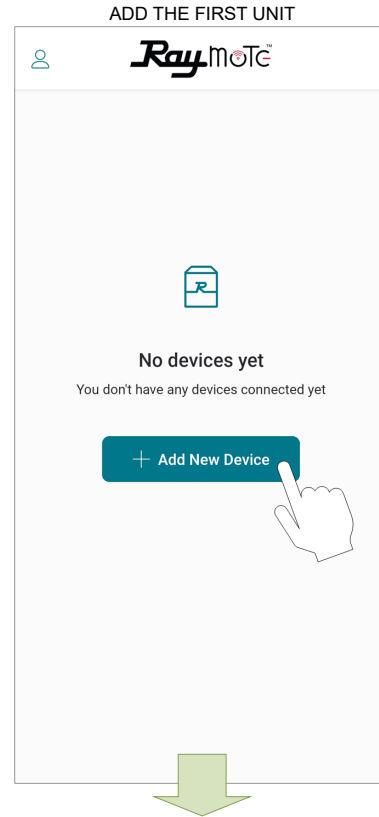 ADD THE FIRST UNIT
Raymote™
R
No devices yet
You don't have any devices connected yet
+ Add New Device